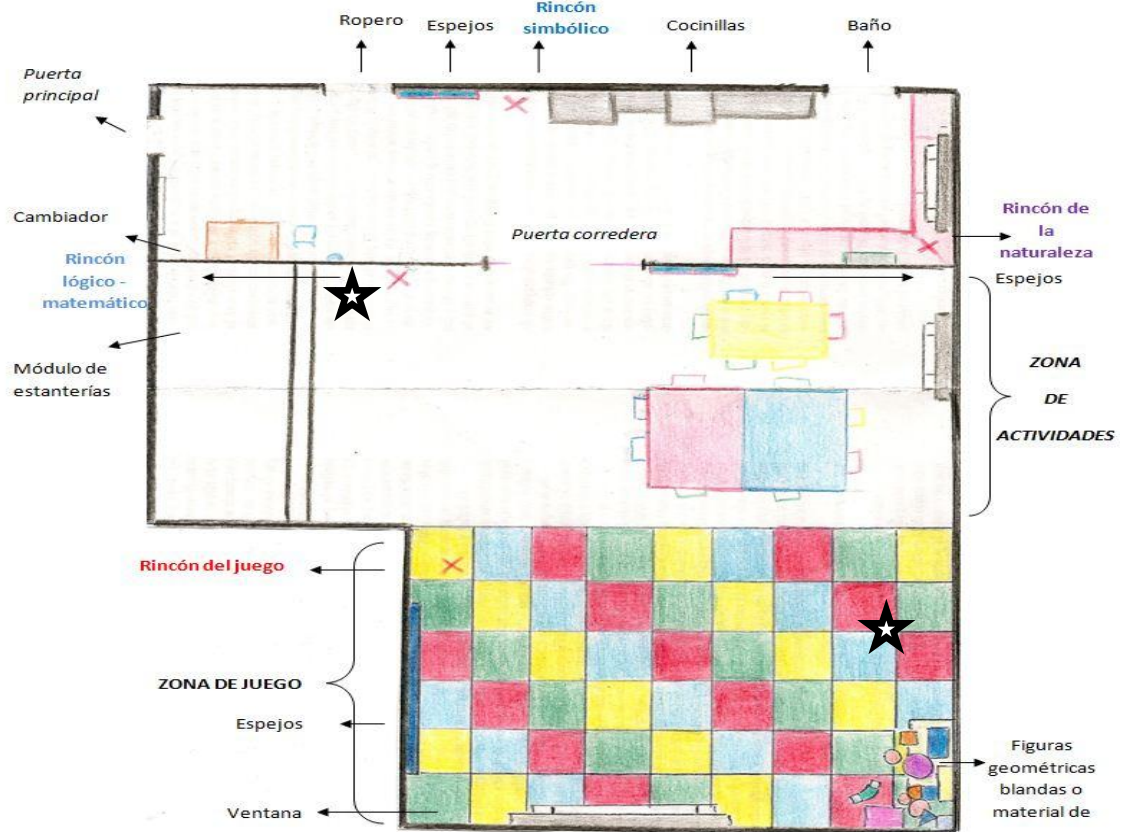 Ropero
Espejos
Rincón
simbólico
Cocinillas
Baño
Puerta
principal
Cambiador
Rincón
lógico -
matemático
Módulo de
estanterías
Puerta corredera
Rincón de
la
naturaleza
Espejos
ZONA
DE
ACTIVIDADES
Rincón del juego
ZONA DE JUEGO
Espejos
Ventana
Figuras
geométricas
blandas o
material de